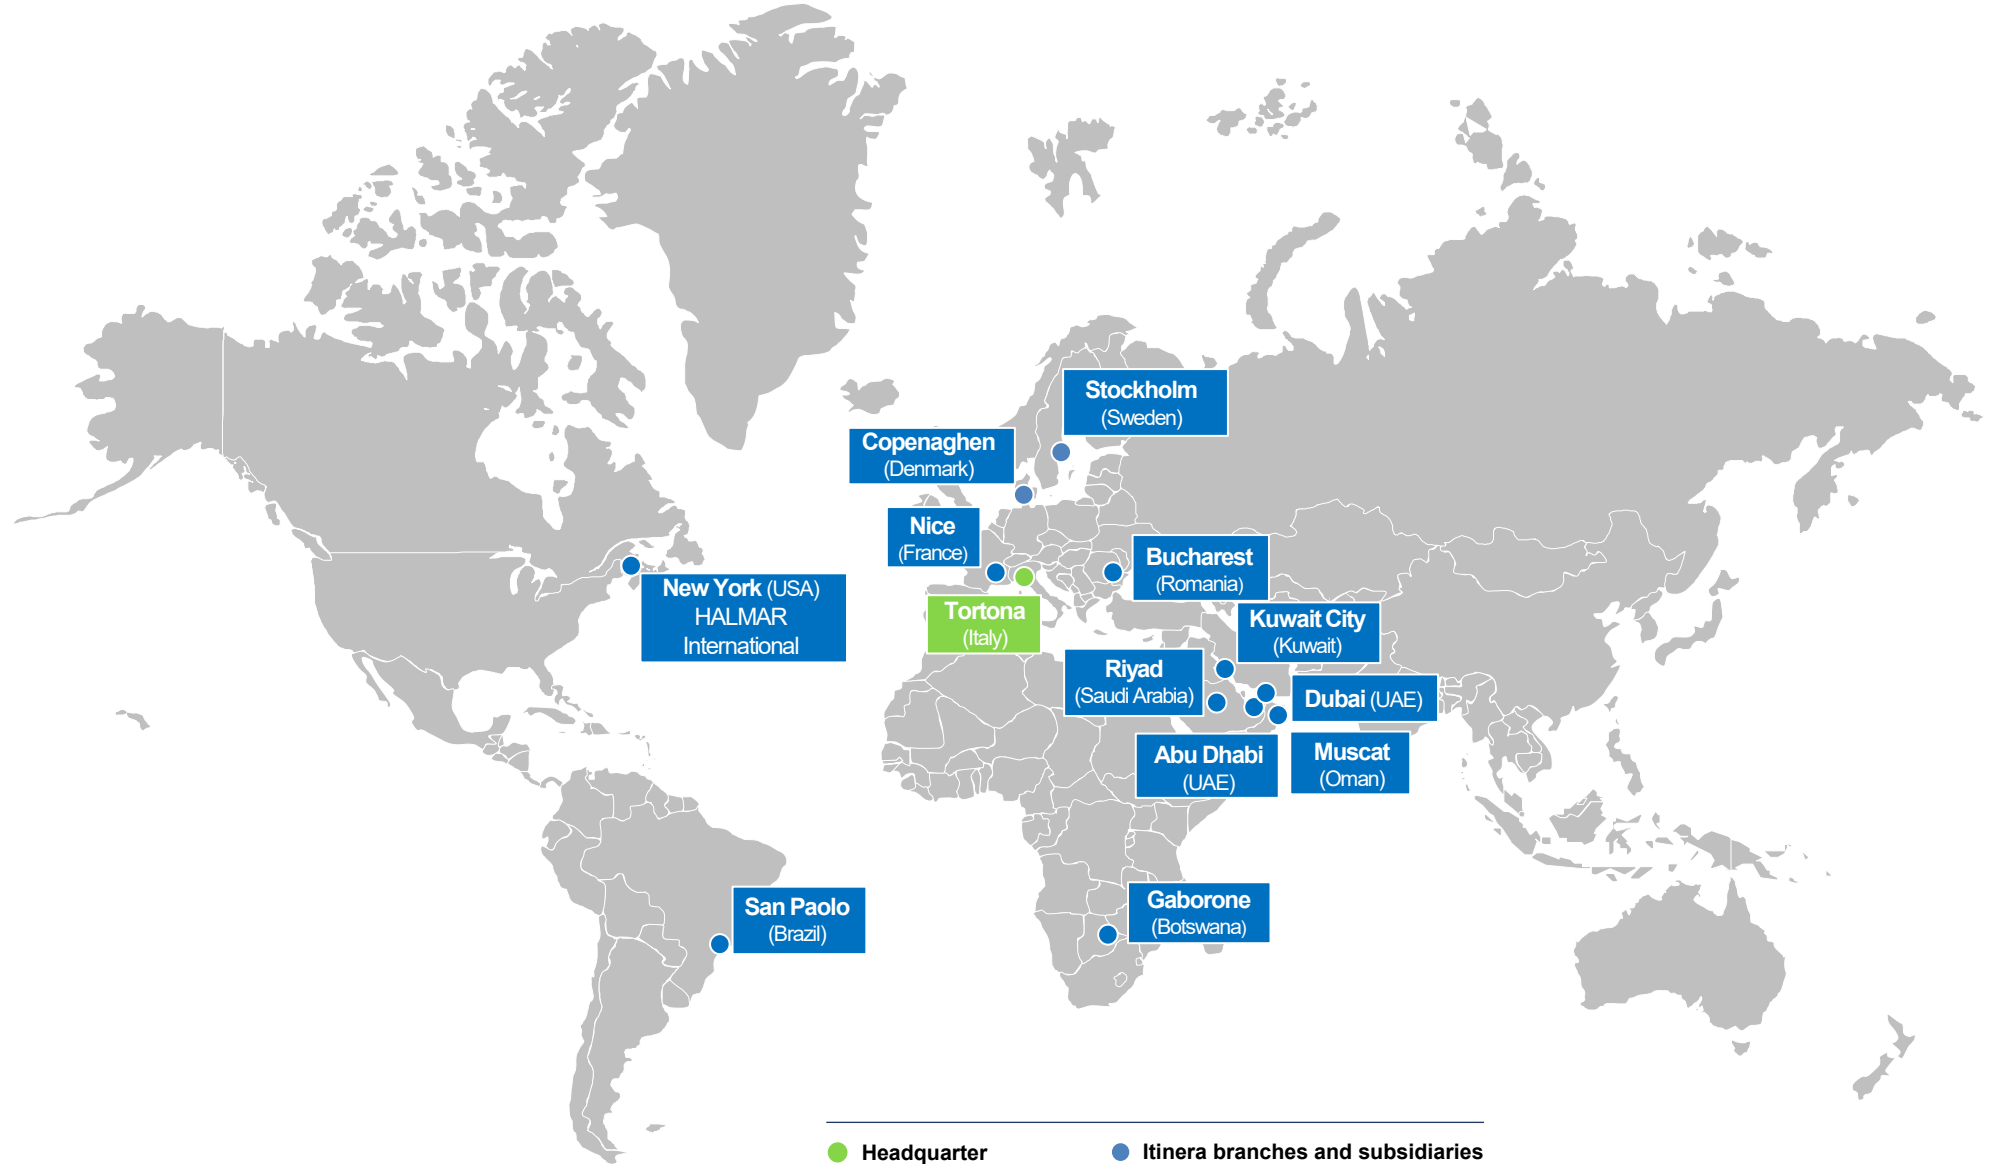 Stockholm
(Sweden)
Copenaghen
(Denmark)
Nice
(France)
Bucharest
(Romania)
New York (USA)
HALMAR
International
Tortona
(Italy)
Kuwait City
(Kuwait)
Riyad
(Saudi Arabia)
Dubai (UAE)
Abu Dhabi
(UAE)
Muscat
(Oman)
San Paolo
(Brazil)
Gaborone
(Botswana)
Headquarter
Itinera branches and subsidiaries